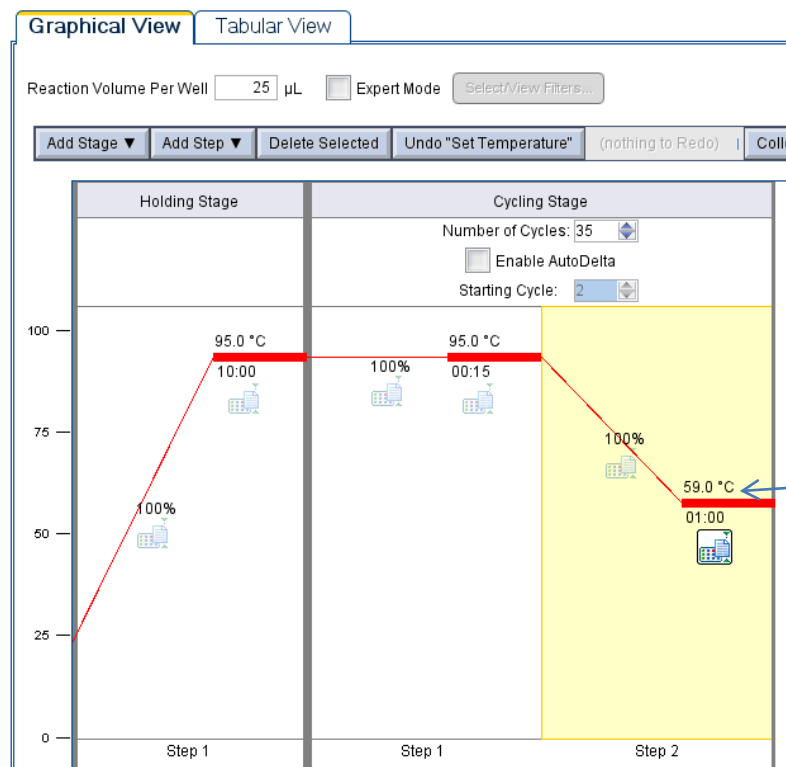 Graphical View Tabular View
Reaction Volume Per Well 25 µL Expert Mode Select/View Filters...
Add Stage ▼ Add Step ▼ Delete Selected Undo "Set Temperature" (nothing to Redo) Coll
Holding Stage Cycling Stage
Number of Cycles: 35
Enable AutoDelta
Starting Cycle: 2
100
95.0 °C 95.0 °C
10:00 100% 00:15
75
100%
59.0 °C
100%
01:00
50
25
0
Step 1 Step 1 Step 2